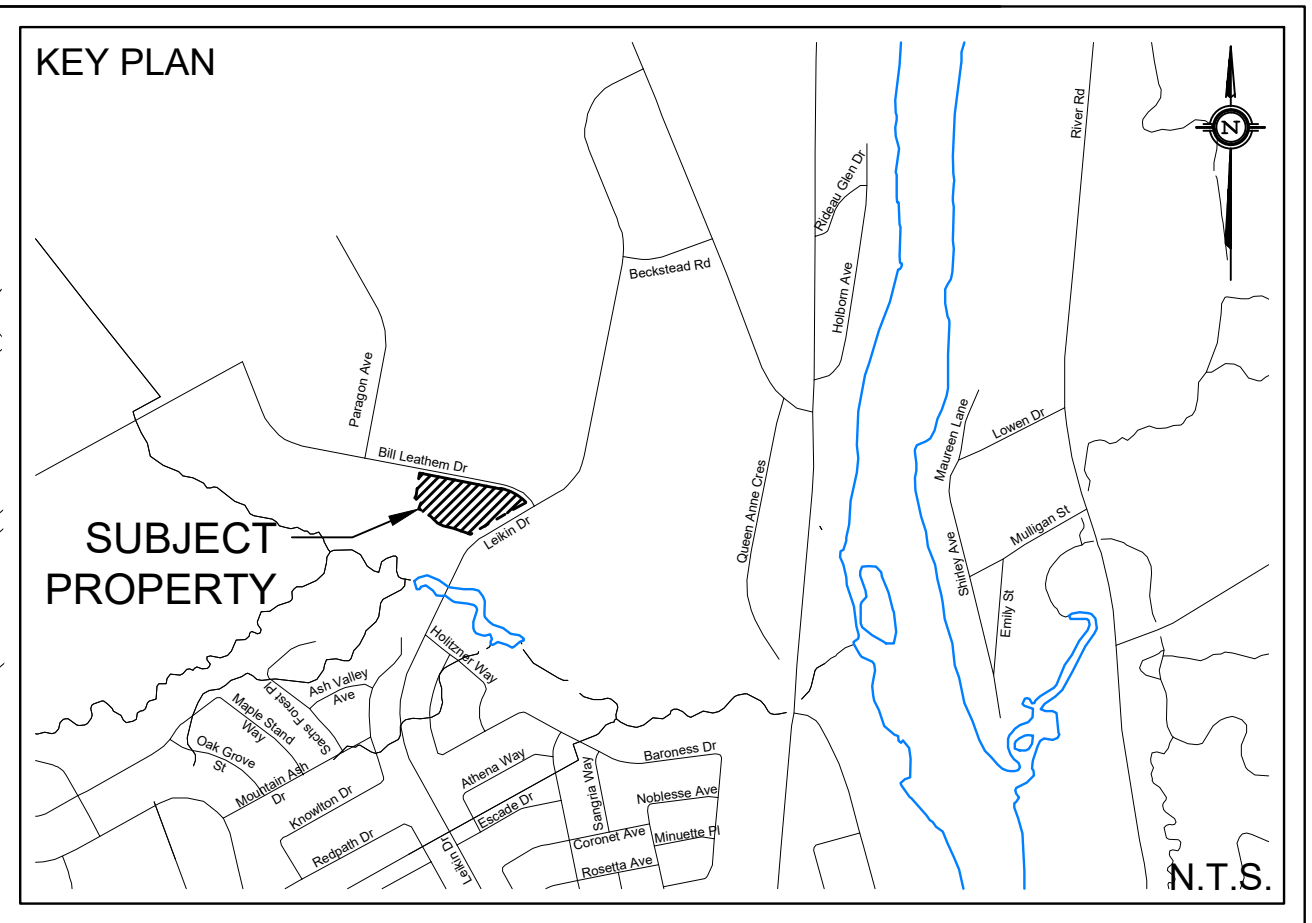 KEY PLAN
N
River Rd
Rideau Glen Dr
Beckstead Rd
Holborn Ave
Paragon Ave
Maureen Lane
Lowen Dr
Bill Leathem Dr
Queen Anne Cres
SUBJECT
PROPERTY
Leikin Dr
Mulligan St
Shirley Ave
Emily St
Holitzner Way
Ash Valley
Ave
Sachs Forest Pl
Maple Stand
Way
Oak Grove
St
Mountain Ash
Dr
Knowlton Dr
Redpath Dr
Leikin Dr
Athena Way
Escade Dr
Sangria Way
Baroness Dr
Noblesse Ave
Coronet Ave
Minuette Pl
Rosetta Ave
N.T.S.